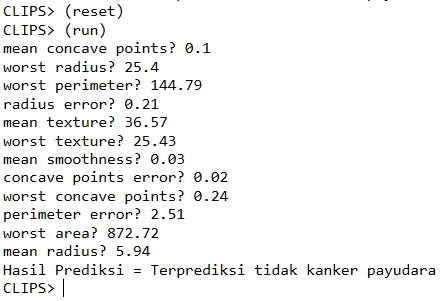 CLIPS> (reset)
CLIPS> (run)
mean concave points? 0.1
worst radius? 25.4
worst perimeter? 144.79
radius error? 0.21
mean texture? 36.57
worst texture? 25.43
mean smoothness? 0.03
concave points error? 0.02
worst concave points? 0.24
perimeter error? 2.51
worst area? 872.72
mean radius? 5.94
Hasil Prediksi = Terprediksi tidak kanker payudara
CLIPS>